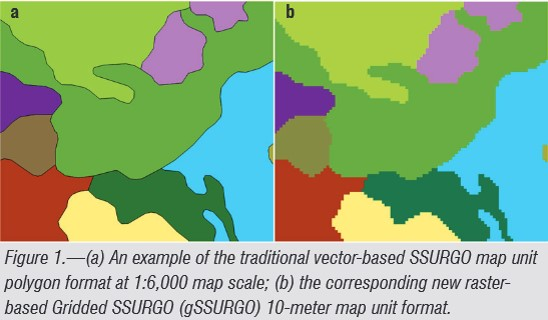 a
b
Figure 1.—(a) An example of the traditional vector-based SSURGO map unit
polygon format at 1:6,000 map scale; (b) the corresponding new raster-
based Gridded SSURGO (gSSURGO) 10-meter map unit format.